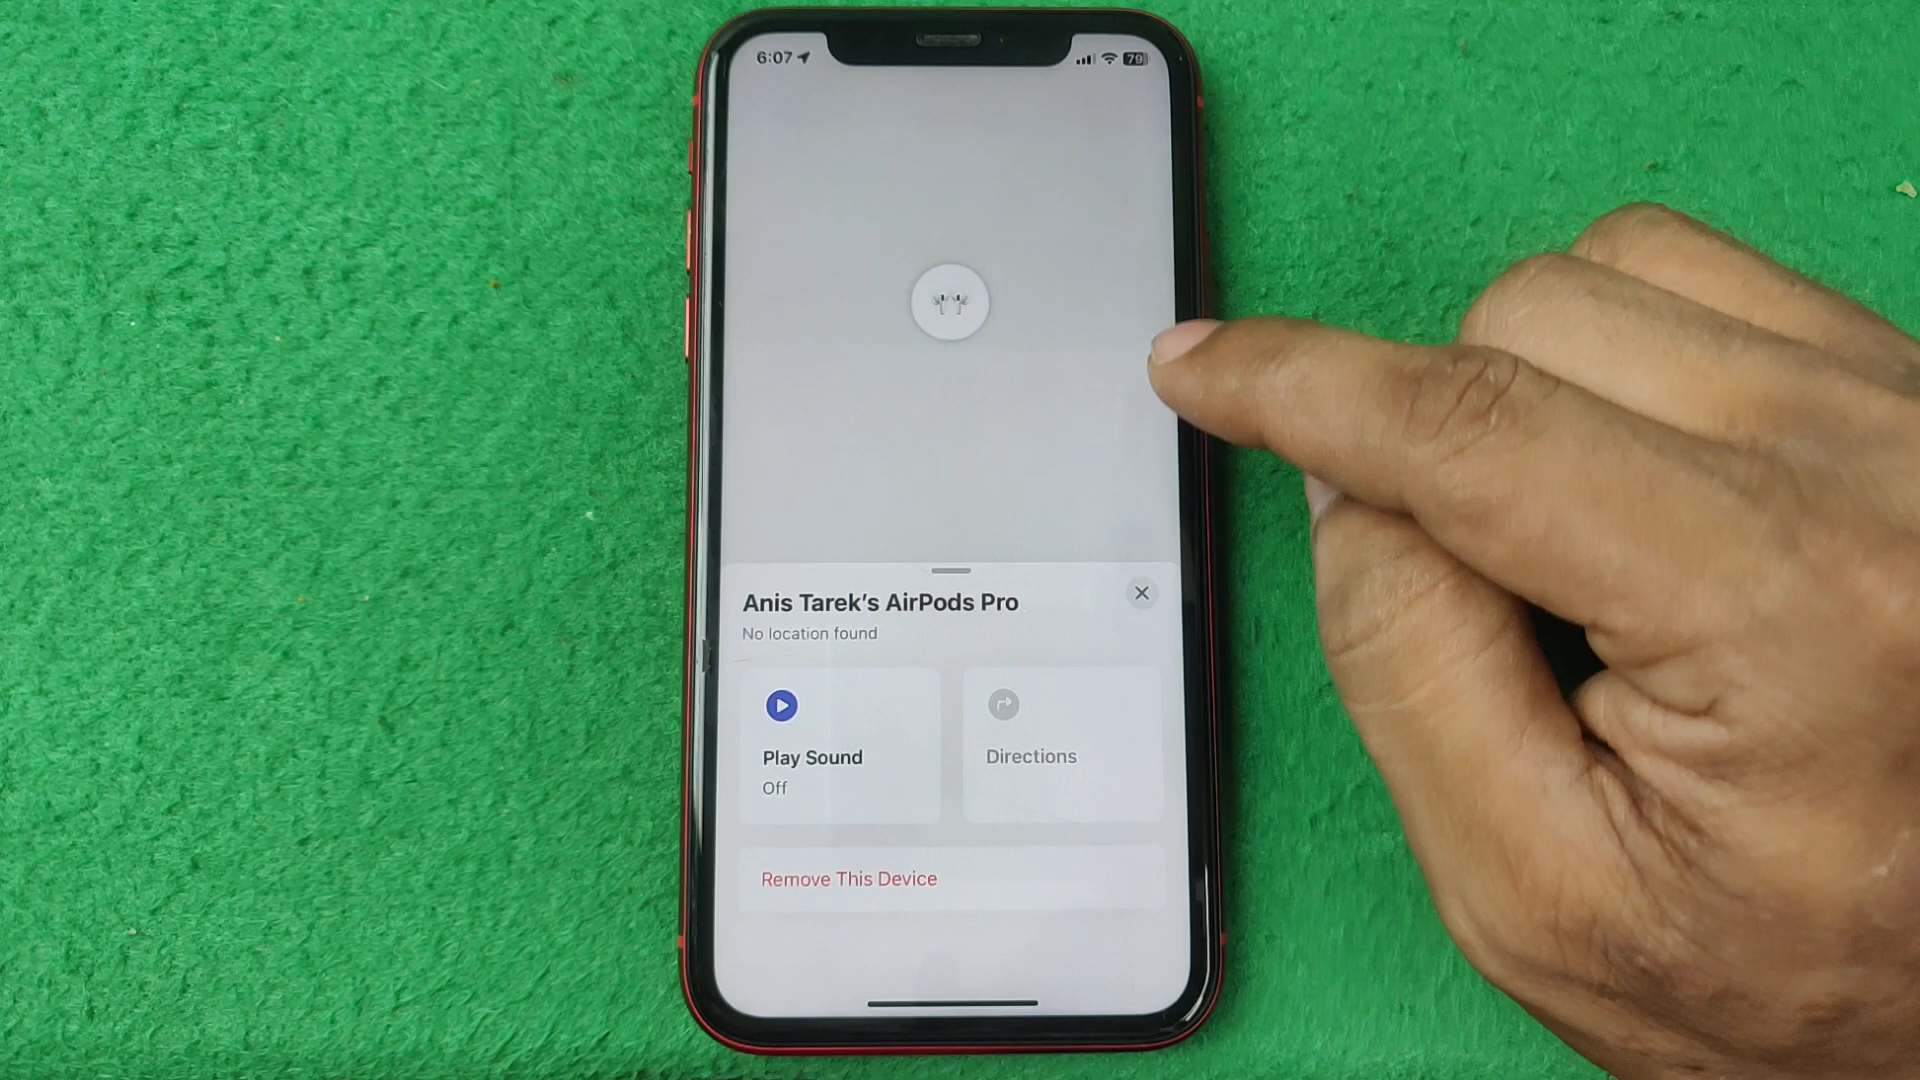 6:07
79
Anis Tarek's AirPods Pro
No location found
Play Sound
Off
Directions
Remove This Device